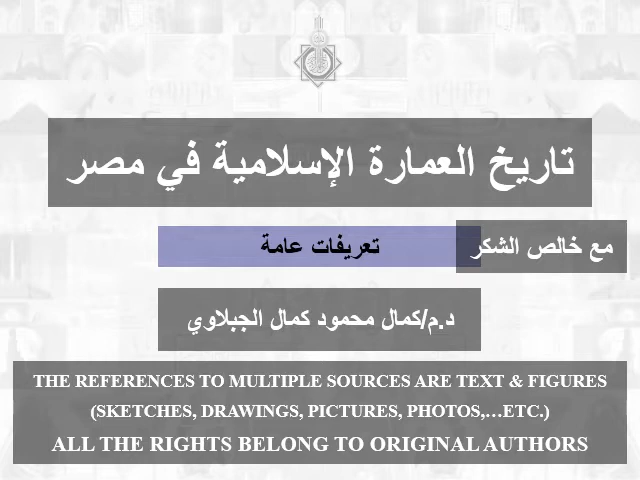 تاريخ العمارة الإسلامية في مصر
تعريفات عامة
مع خالص الشكر
د.م/كمال محمود كمال الجبلاوي
THE REFERENCES TO MULTIPLE SOURCES ARE TEXT & FIGURES
(SKETCHES, DRAWINGS, PICTURES, PHOTOS,…ETC.)
ALL THE RIGHTS BELONG TO ORIGINAL AUTHORS